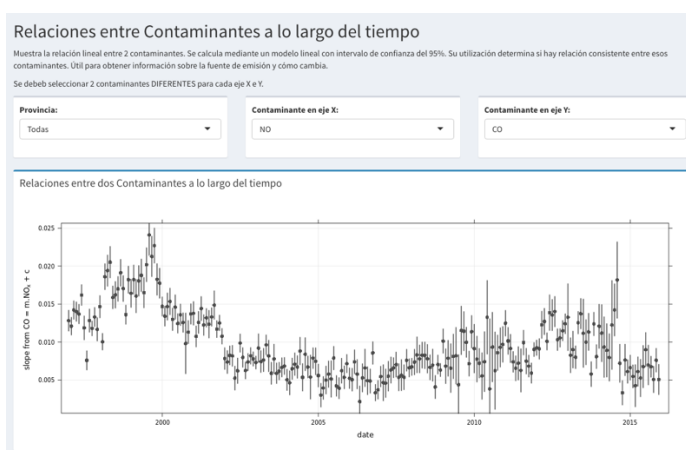 Relaciones entre Contaminantes a lo largo del tiempo
Muestra la relación lineal entre 2 contaminantes. Se calcula mediante un modelo lineal con intervalo de confianza del 95%. Su utilización determina si hay relación consistente entre esos
contaminantes. Útil para obtener información sobre la fuente de emisión y cómo cambia.
Se debeb seleccionar 2 contaminantes DIFERENTES para cada eje X e Y.
Provincia:
Todas
Contaminante en eje X:
NO
Contaminante en eje Y:
CO
Relaciones entre dos Contaminantes a lo largo del tiempo
slope from CO = m.NOx + c
0.025
0.020
0.015
0.010
0.005
2000
2005
2010
2015
date